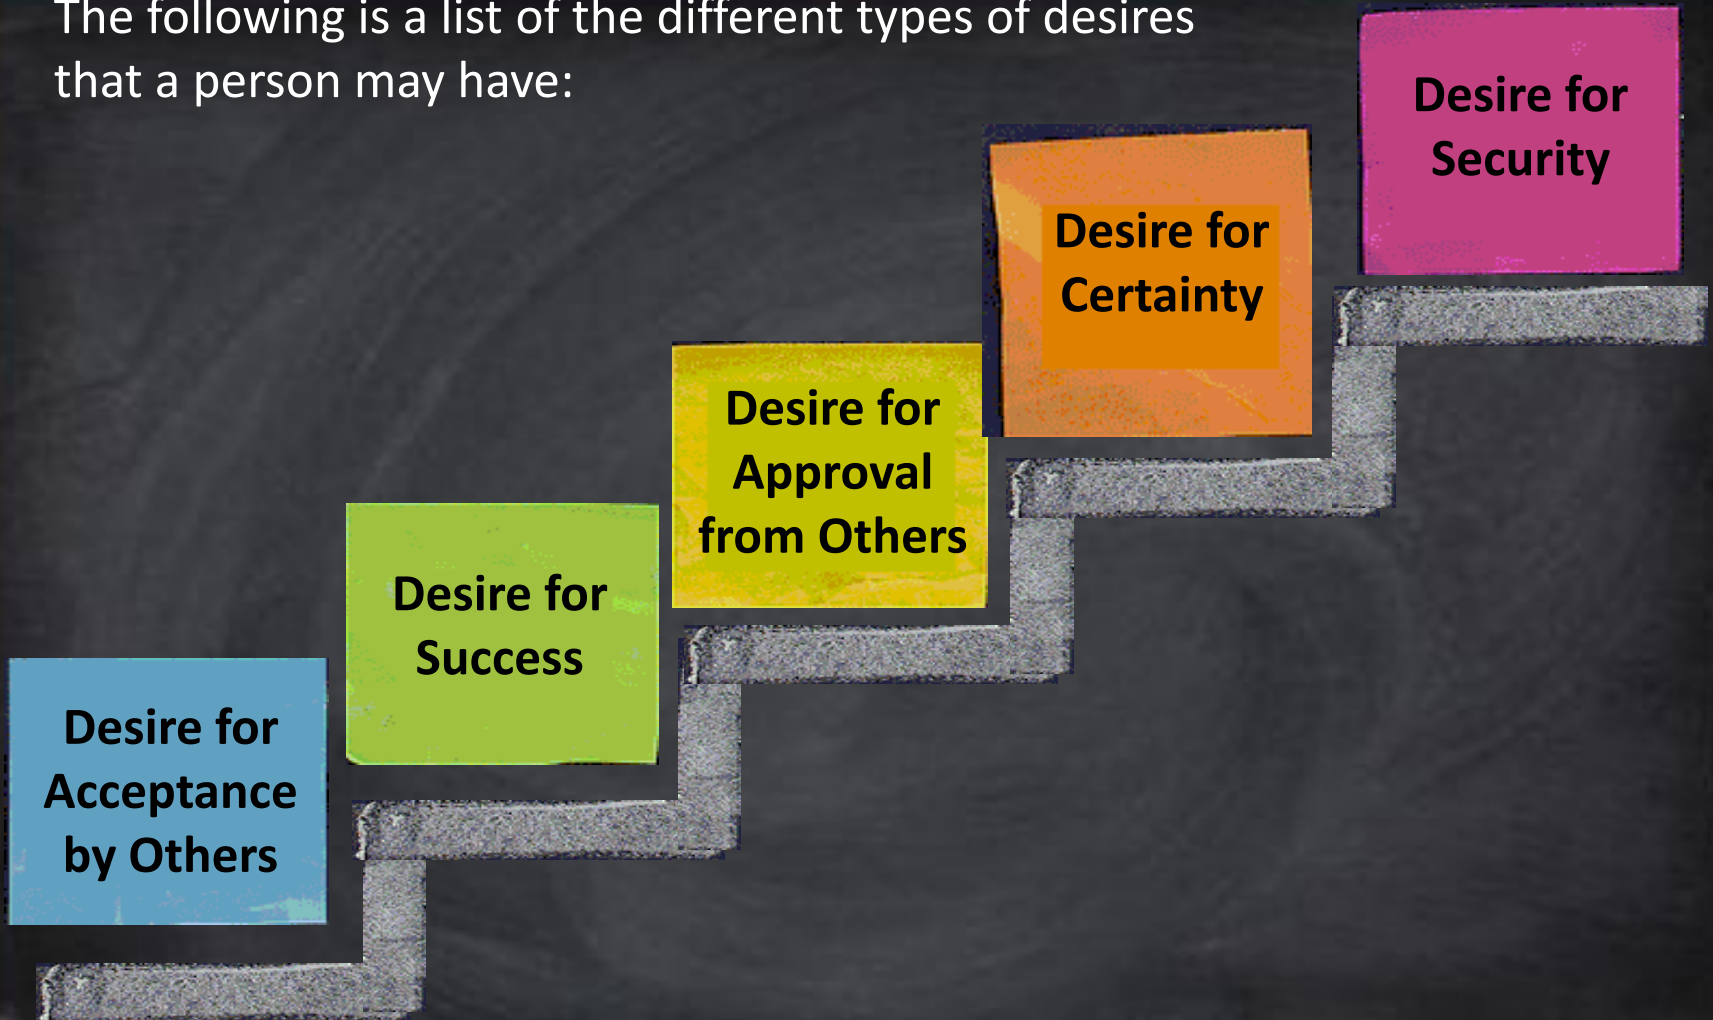 The following is a list of the different types of desires
that a person may have:
Desire for
Acceptance
by Others
Desire for
Success
Desire for
Approval
from Others
Desire for
Certainty
Desire for
Security